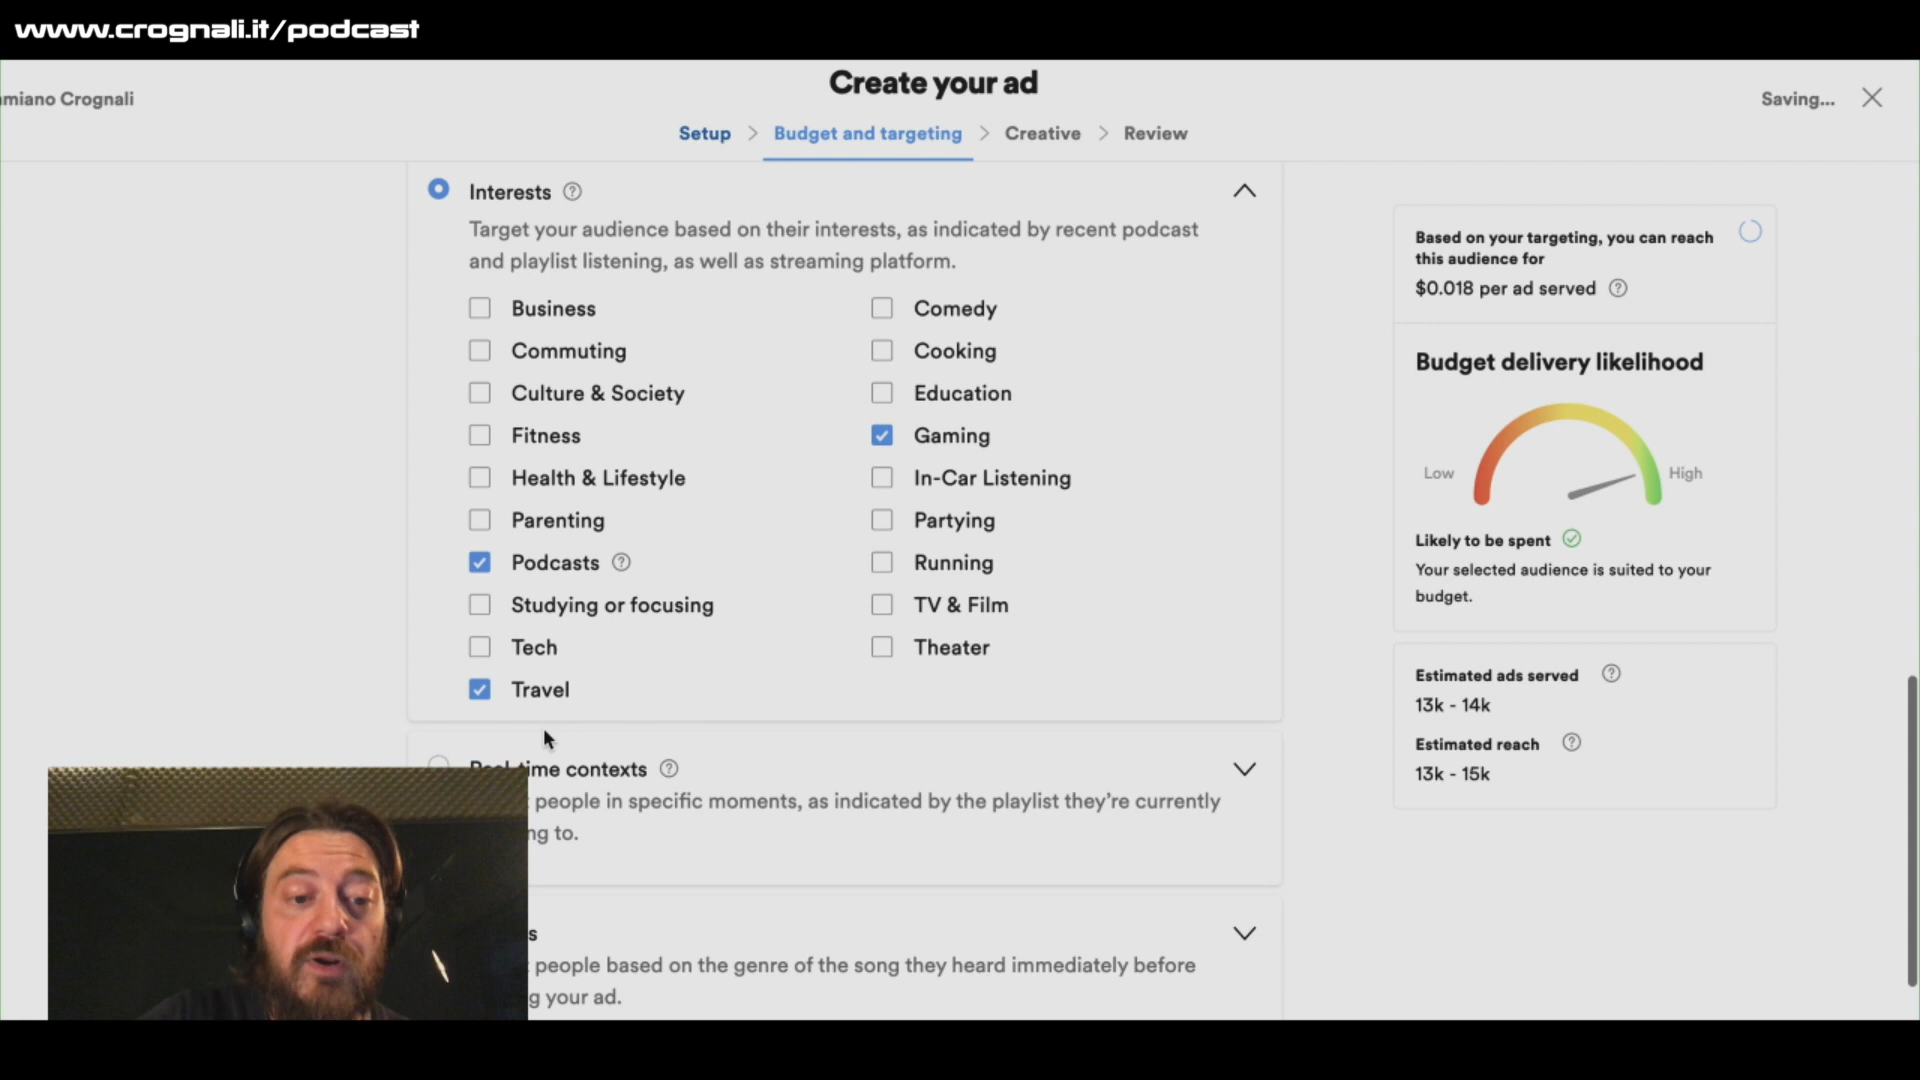 www.crognali.it/podcast
Create your ad
miano Crognali
Saving...
Setup > Budget and targeting > Creative > Review
Interests ?
Target your audience based on their interests, as indicated by recent podcast
and playlist listening, as well as streaming platform.
Business
Comedy
Commuting
Cooking
Culture & Society
Education
Fitness
Gaming
Health & Lifestyle
In-Car Listening
Parenting
Partying
Podcasts ?
Running
Studying or focusing
TV & Film
Tech
Theater
Travel
time contexts ?
people in specific moments, as indicated by the playlist they're currently
ng to.
s
people based on the genre of the song they heard immediately before
g your ad.
Based on your targeting, you can reach
this audience for
$0.018 per ad served ?
Budget delivery likelihood
Low
High
Likely to be spent
Your selected audience is suited to your
budget.
Estimated ads served ?
13k - 14k
Estimated reach ?
13k - 15k